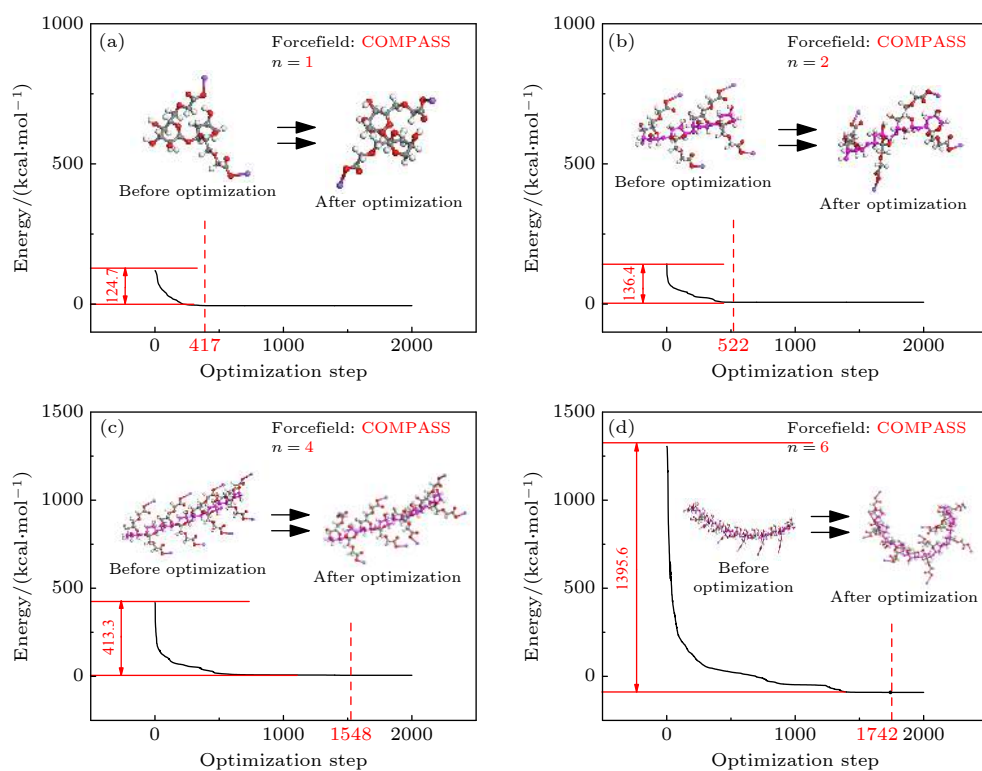 (a)
Forcefield: COMPASS
n = 1
Before optimization
After optimization
124.7
417
Energy/(kcal·mol−1)
1000
500
0
0
1000
2000
Optimization step
(b)
Forcefield: COMPASS
n = 2
Before optimization
After optimization
136.4
522
Energy/(kcal·mol−1)
1000
500
0
0
1000
2000
Optimization step
(c)
Forcefield: COMPASS
n = 4
Before optimization
After optimization
413.3
1548
Energy/(kcal·mol−1)
1500
1000
500
0
0
1000
2000
Optimization step
(d)
Forcefield: COMPASS
n = 6
Before
optimization
After optimization
1395.6
1742
Energy/(kcal·mol−1)
1500
1000
500
0
0
1000
2000
Optimization step